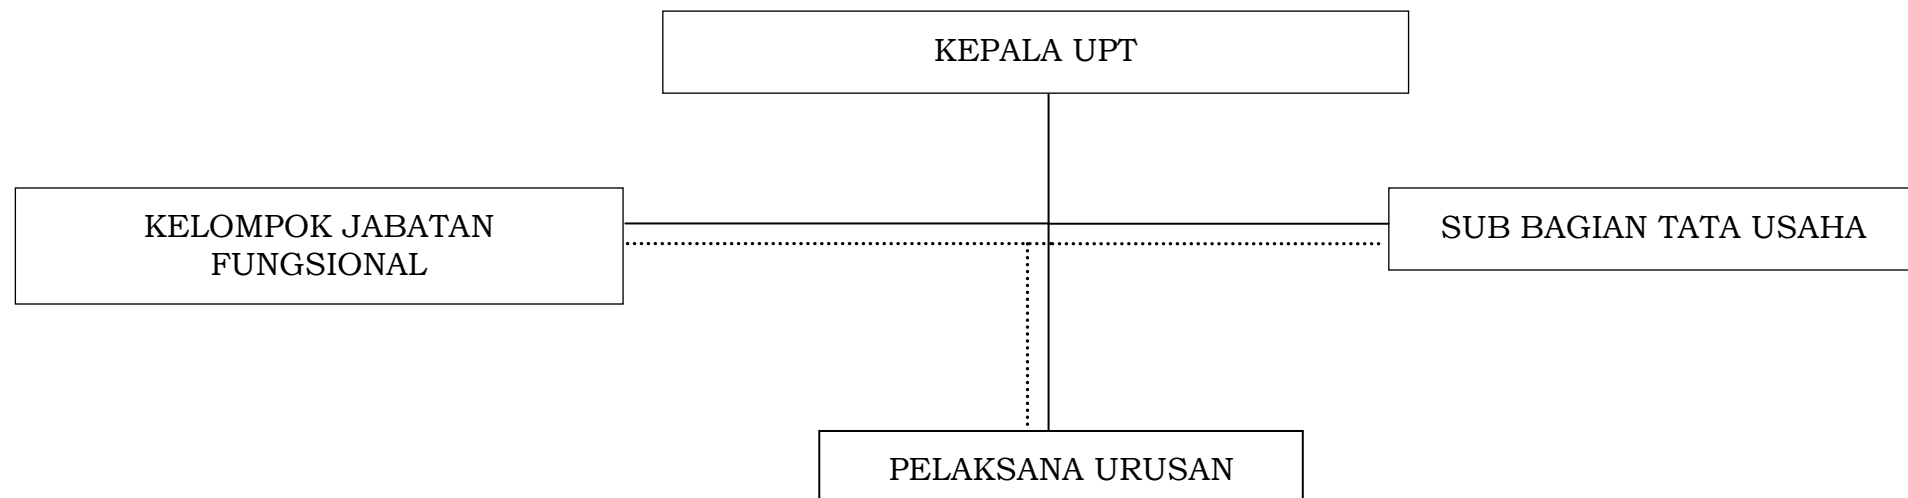 KEPALA UPT
KELOMPOK JABATAN
FUNGSIONAL
SUB BAGIAN TATA USAHA
PELAKSANA URUSAN